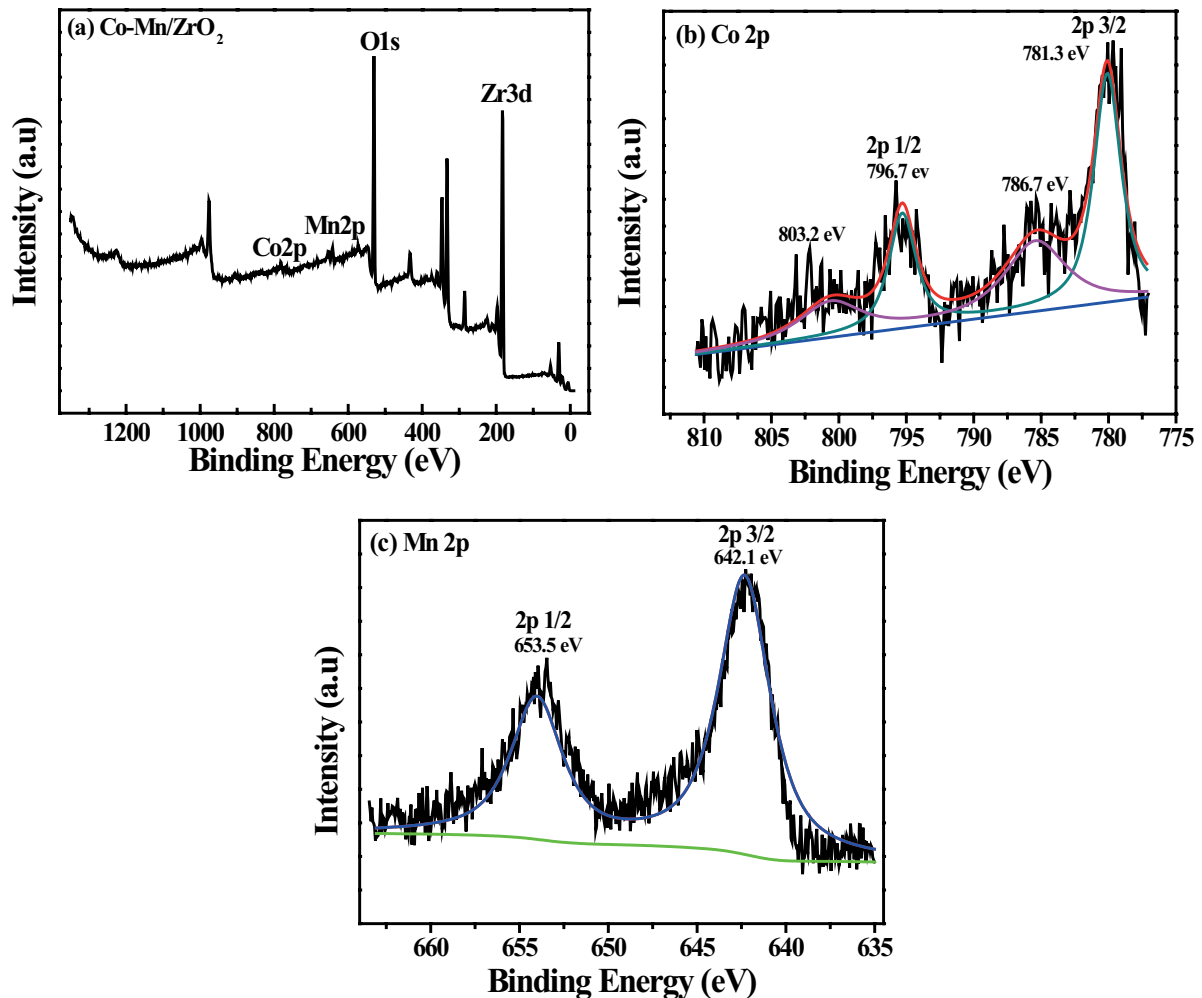 (a) Co-Mn/ZrO₂
O1s
Zr3d
Mn2p
Co2p
Intensity (a.u)
1200 1000 800 600 400 200 0
Binding Energy (eV)
(b) Co 2p
2p 3/2
781.3 eV
2p 1/2
796.7 ev
786.7 eV
803.2 eV
Intensity (a.u)
810 805 800 795 790 785 780 775
Binding Energy (eV)
(c) Mn 2p
2p 3/2
642.1 eV
2p 1/2
653.5 eV
Intensity (a.u)
660 655 650 645 640 635
Binding Energy (eV)